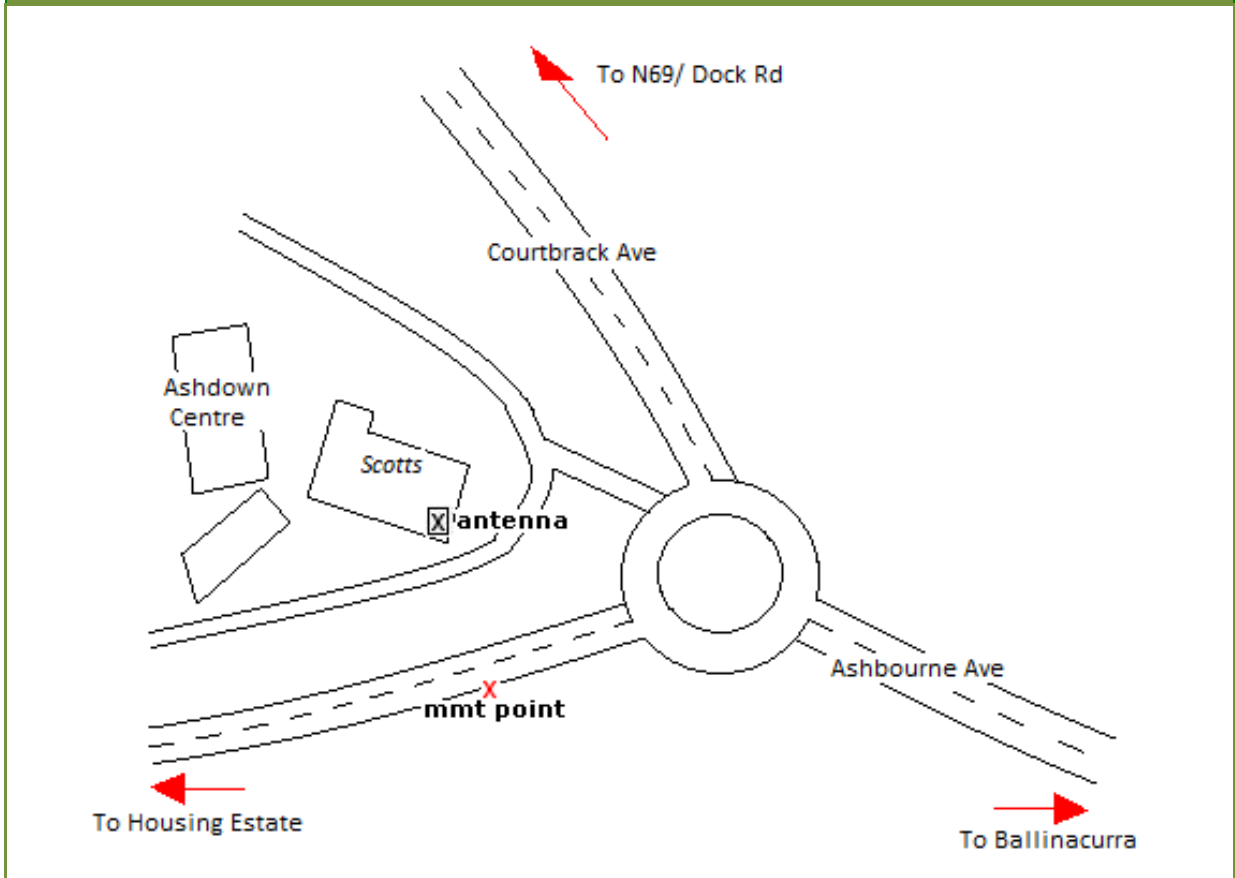 To N69/ Dock Rd
Courtbrack Ave
Ashdown
Centre
Scotts
X antenna
Ashbourne Ave
X
mmt point
To Housing Estate
To Ballinacurra